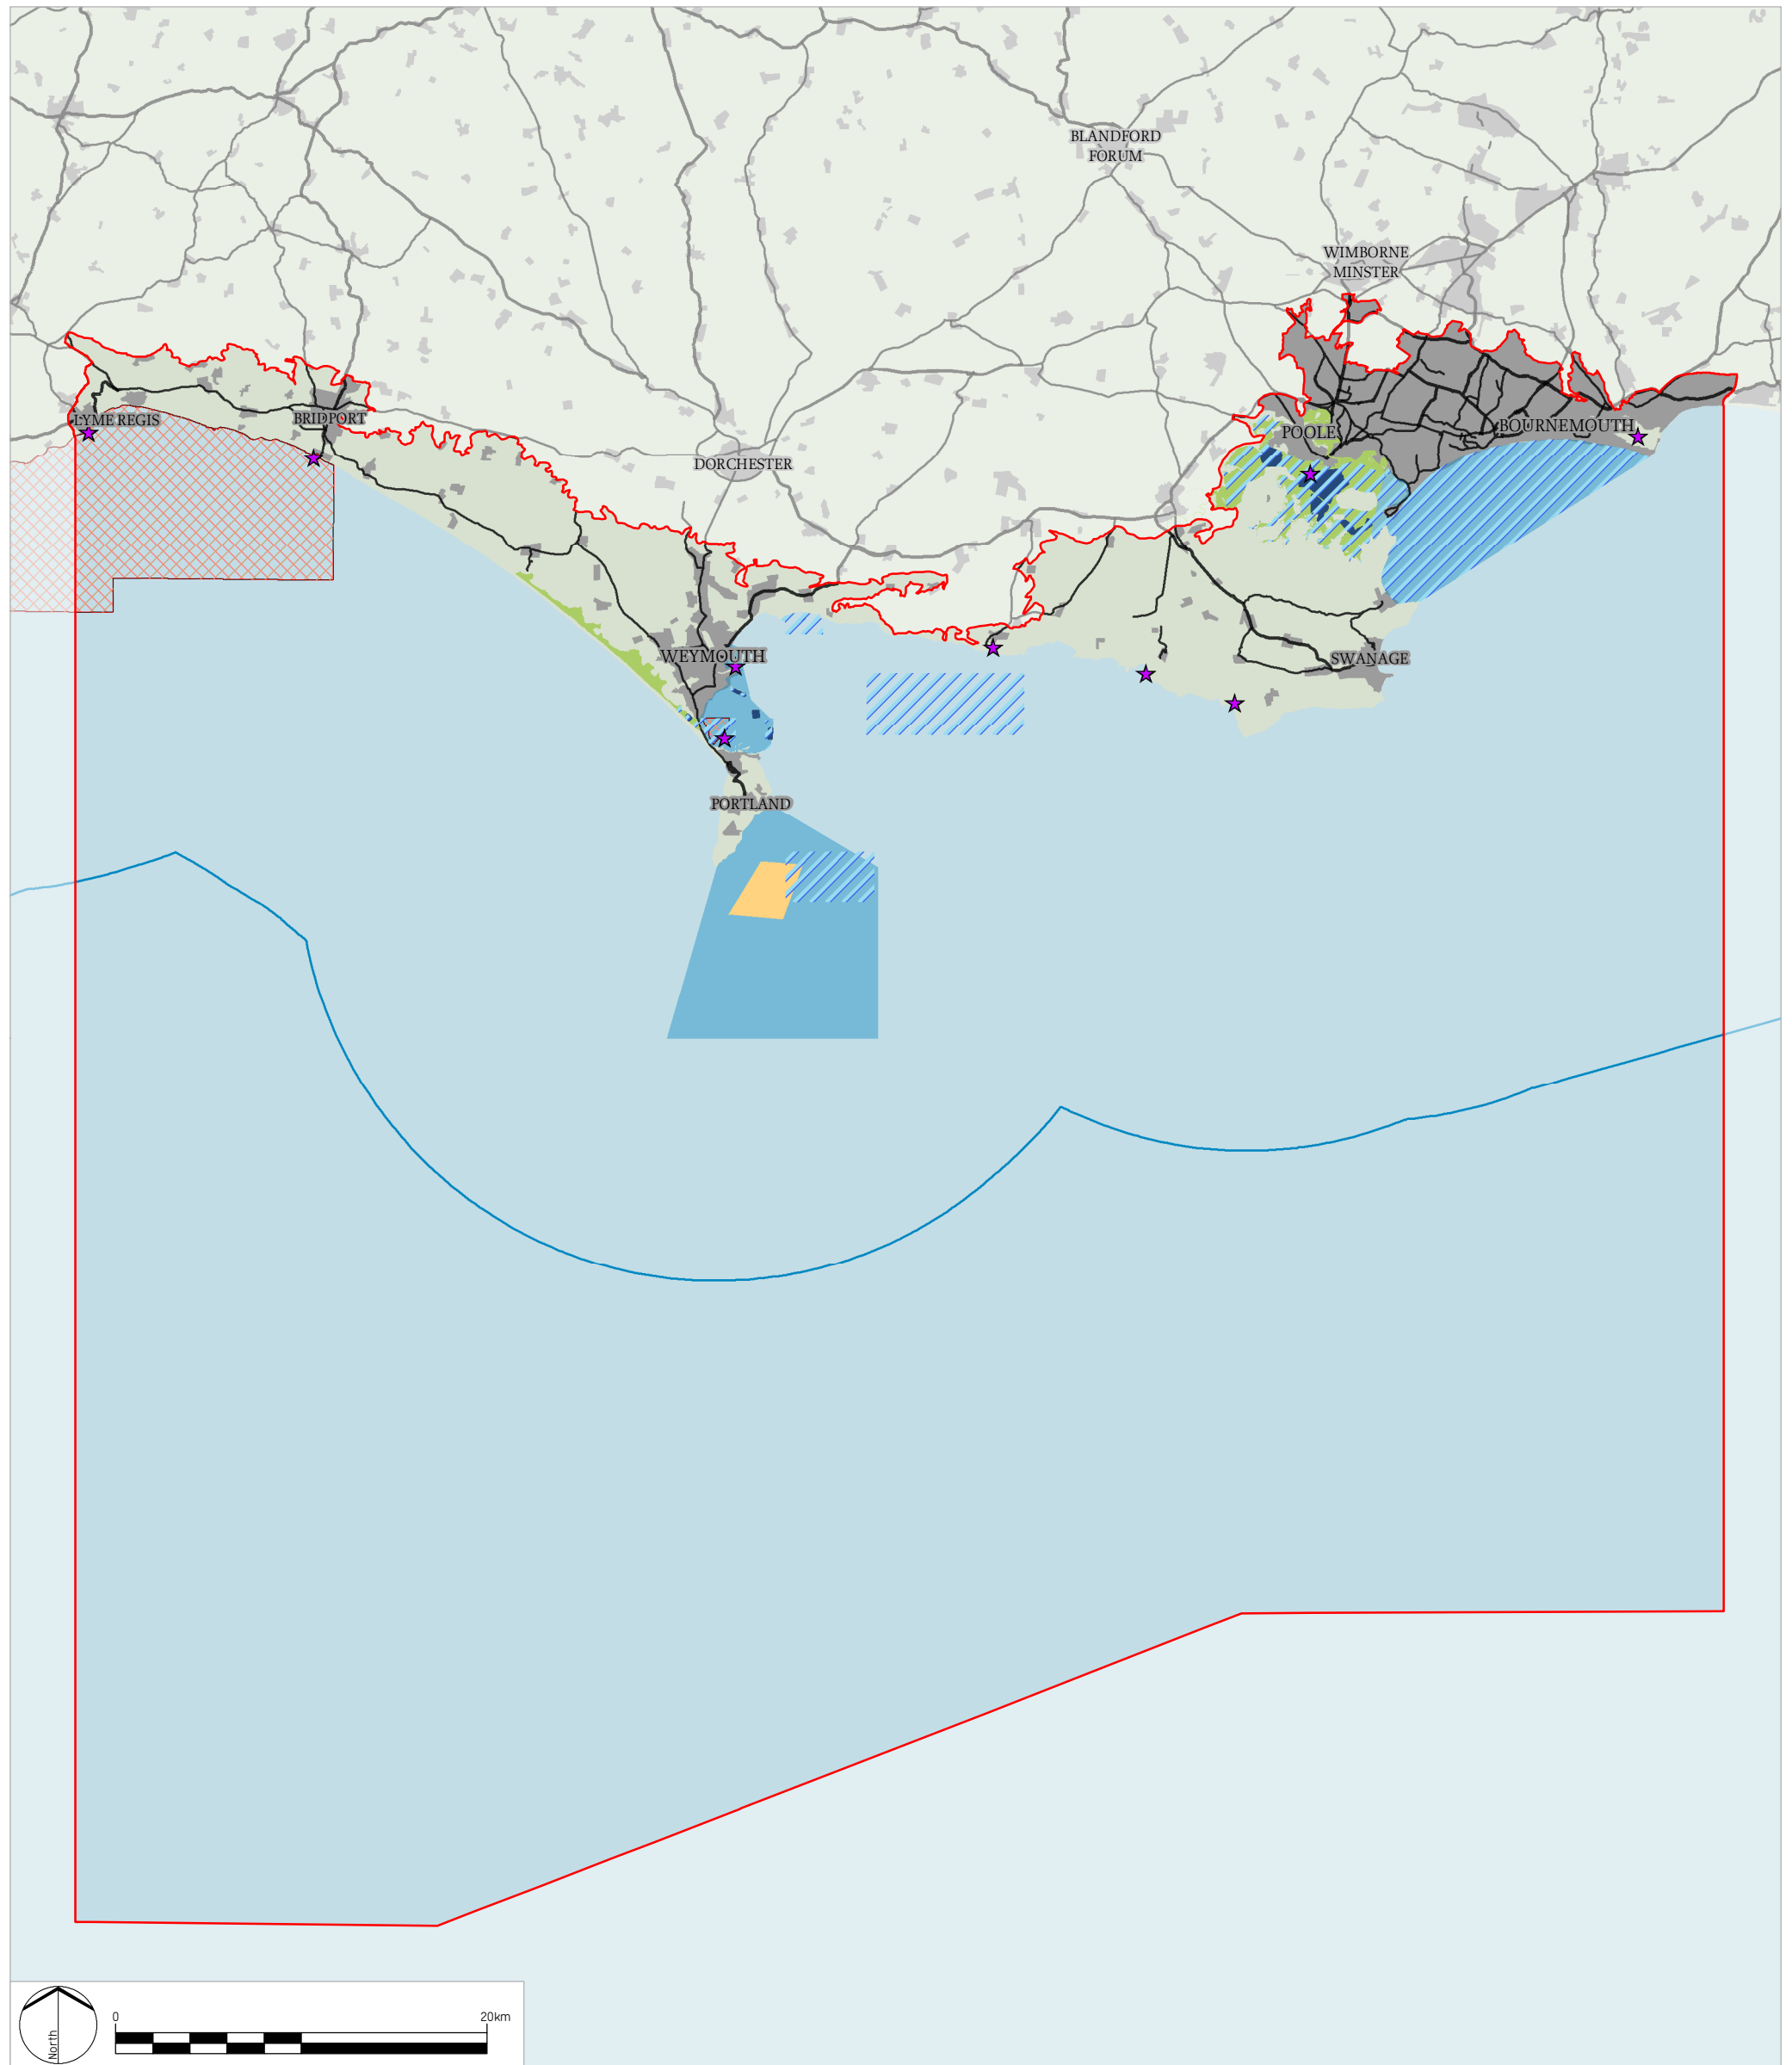 BLANDFORD
FORUM
WIMBORNE
MINSTER
LYME REGIS
BRIDPORT
POOLE
BOURNEMOUTH
DORCHESTER
WEYMOUTH
SWANAGE
PORTLAND
0
20km
North